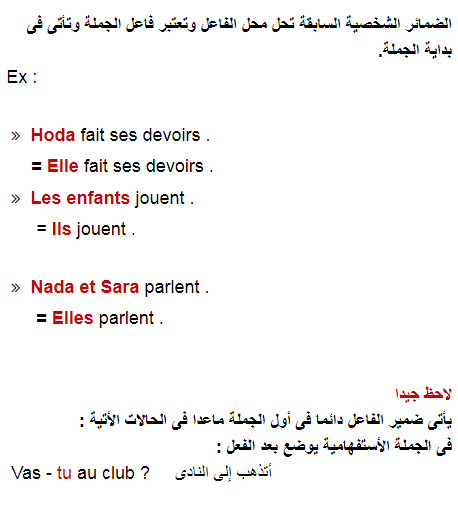 الضمائر الشخصية السابقة تحل محل الفاعل وتعتبر فاعل الجملة وتأتى فى
بداية الجملة.
Ex :
» Hoda fait ses devoirs .
= Elle fait ses devoirs .
» Les enfants jouent .
= Ils jouent .
» Nada et Sara parlent .
= Elles parlent .
لاحظ جيدا
يأتى ضمير الفاعل دائما فى أول الجملة ماعدا فى الحالات الأتية :
فى الجملة الأستفهامية يوضع بعد الفعل :
Vas - tu au club ? أتذهب إلى النادى